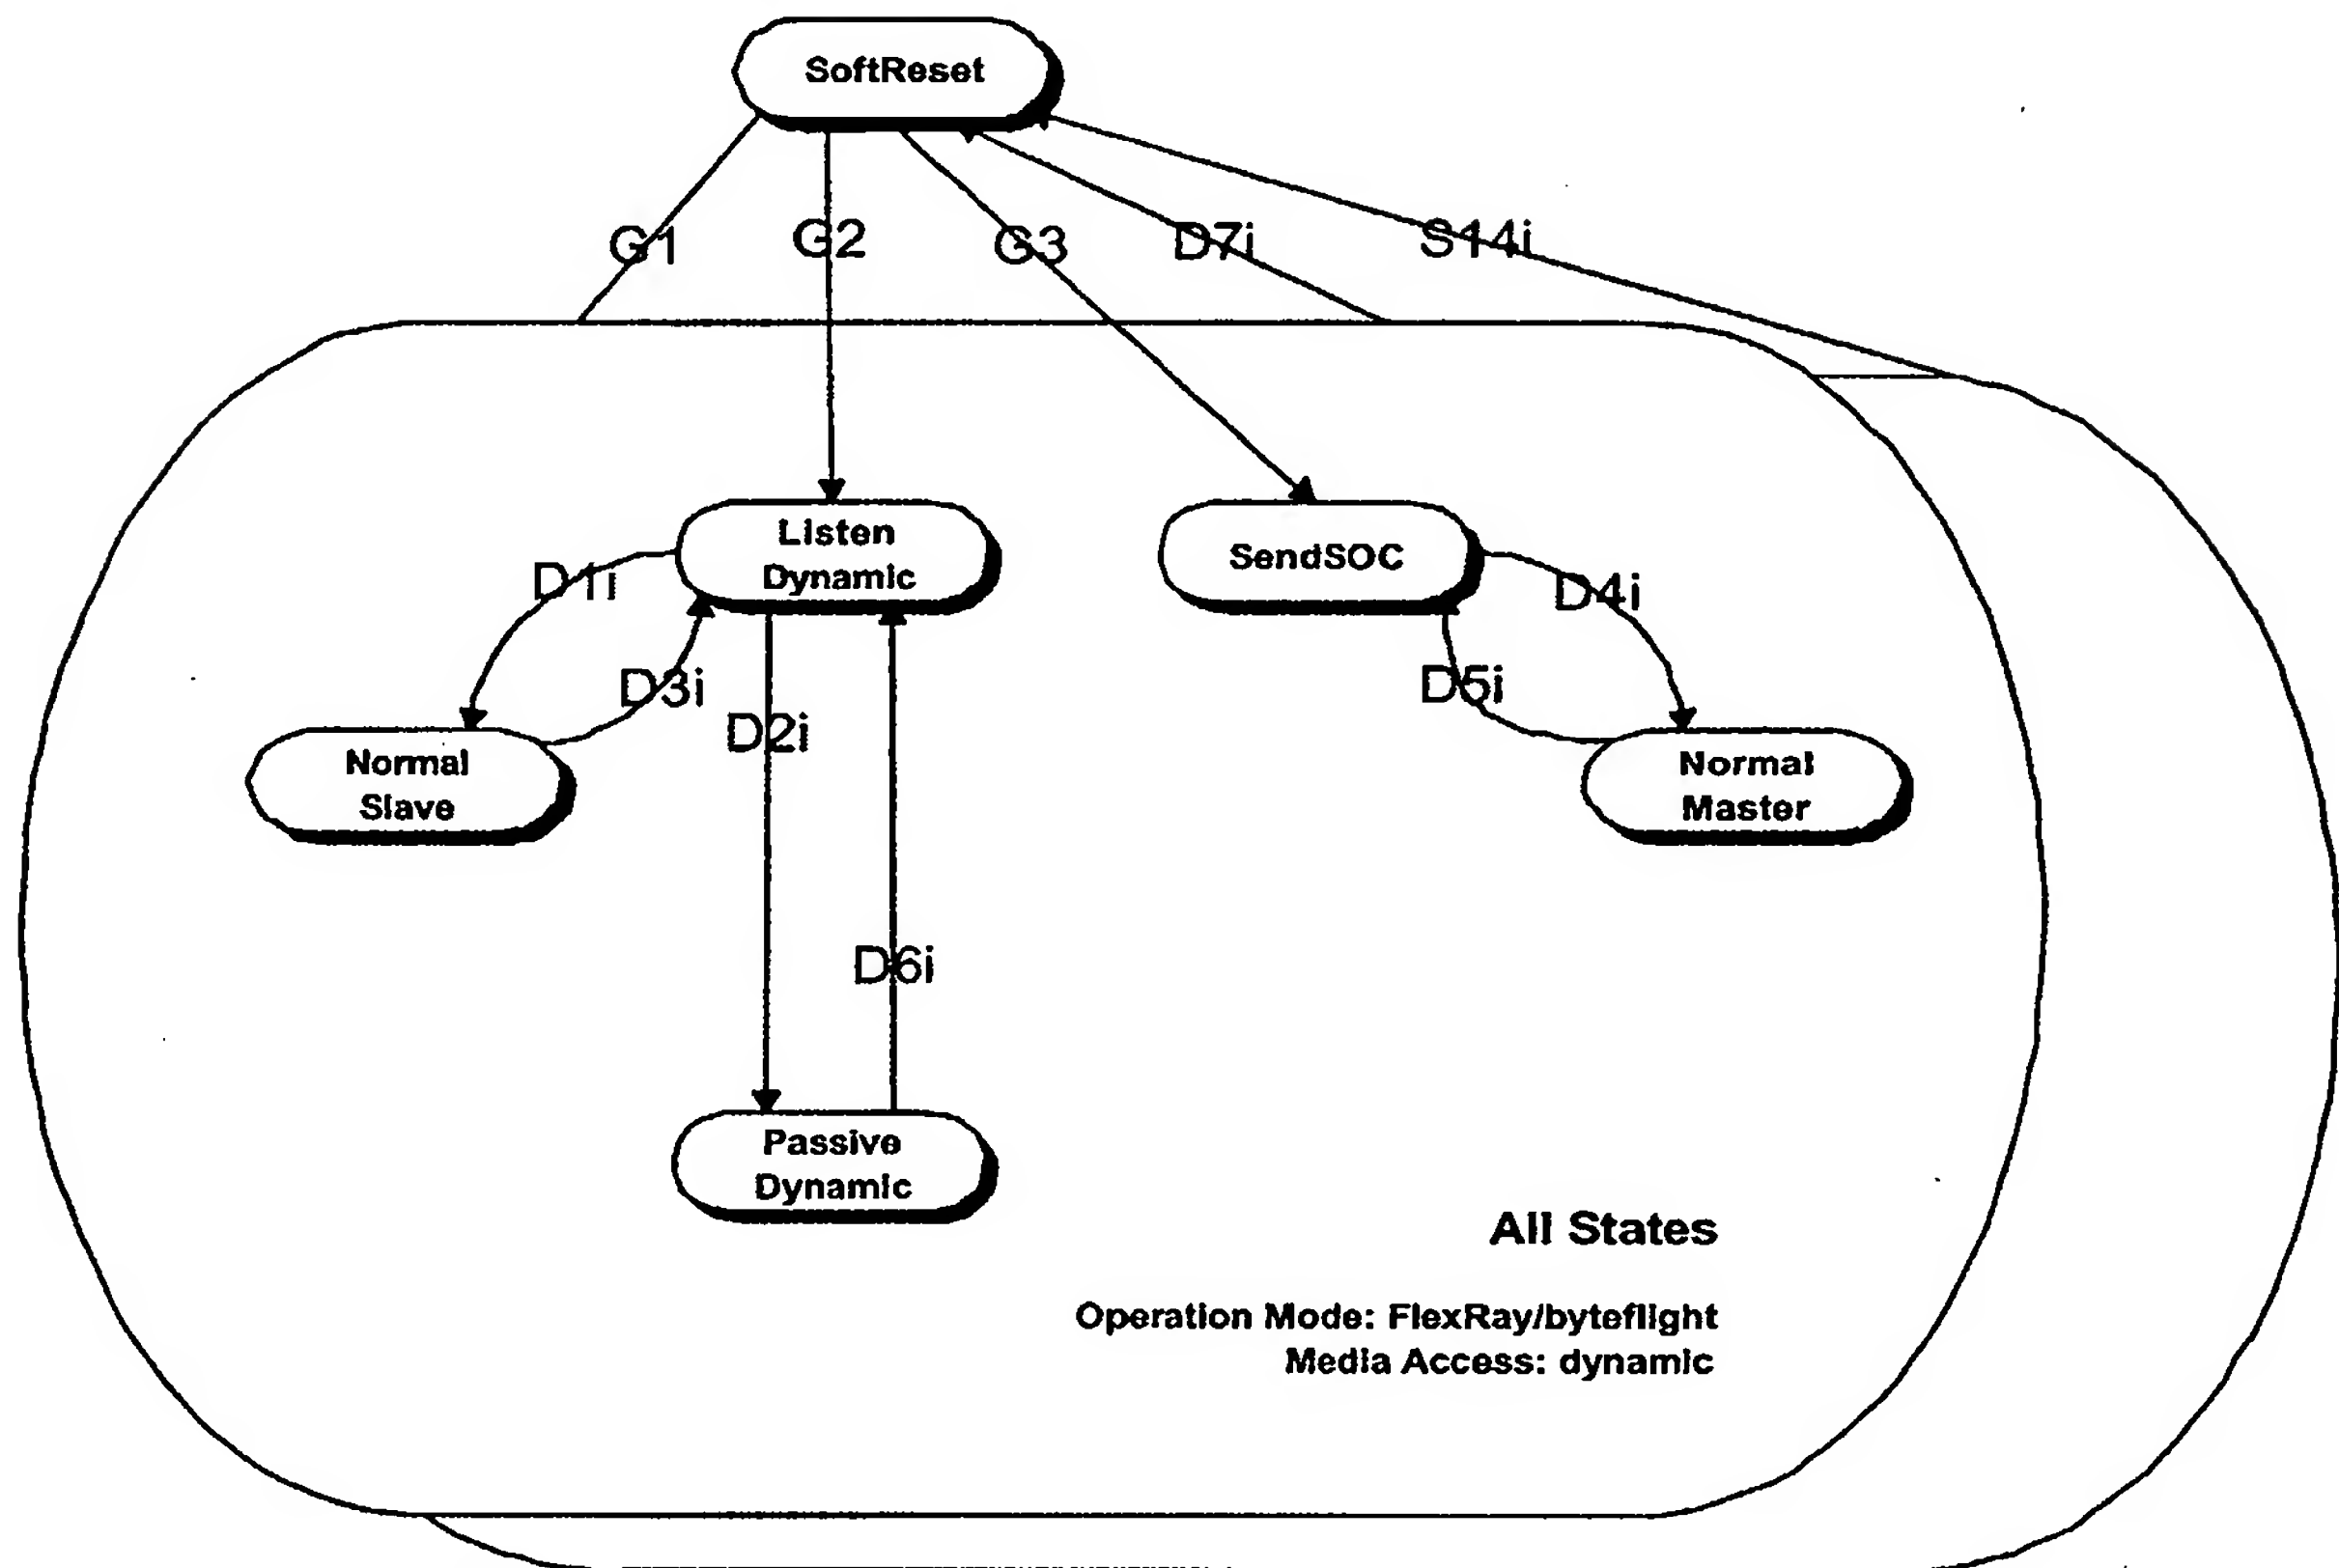 SoftReset
G1
G2
G3
D7i
S14i
Listen
Dynamic
SendSOC
D1i
D4i
D3i
D5i
D2i
Normal
Slave
Normal
Master
D6i
Passive
Dynamic
All States
Operation Mode: FlexRay/byteflight
Media Access: dynamic